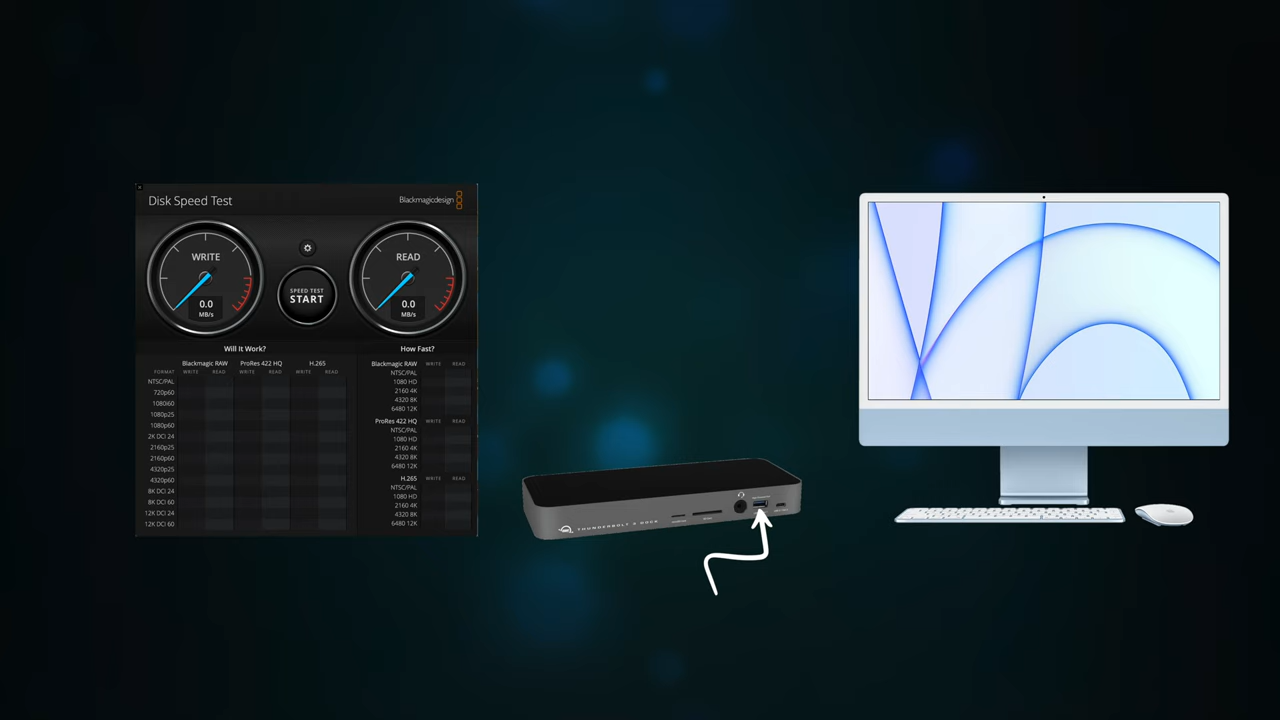 Disk Speed Test
Blackmagicdesign
WRITE
0.0
MB/s
SPEED TEST
START
READ
0.0
MB/s
Will It Work?
Blackmagic RAW ProRes 422 HQ H.265
FORMAT WRITE READ WRITE READ WRITE READ
NTSC/PAL
720p60
1080i60
1080p25
1080p60
2K DCI 24
2160p25
2160p60
4320p25
4320p60
8K DCI 24
8K DCI 60
12K DCI 24
12K DCI 60
How Fast?
Blackmagic RAW WRITE READ
NTSC/PAL
1080 HD
2160 4K
4320 8K
6480 12K
ProRes 422 HQ WRITE READ
NTSC/PAL
1080 HD
2160 4K
4320 8K
6480 12K
H.265 WRITE READ
NTSC/PAL
1080 HD
2160 4K
4320 8K
6480 12K
THUNDERBOLT 3 DOCK